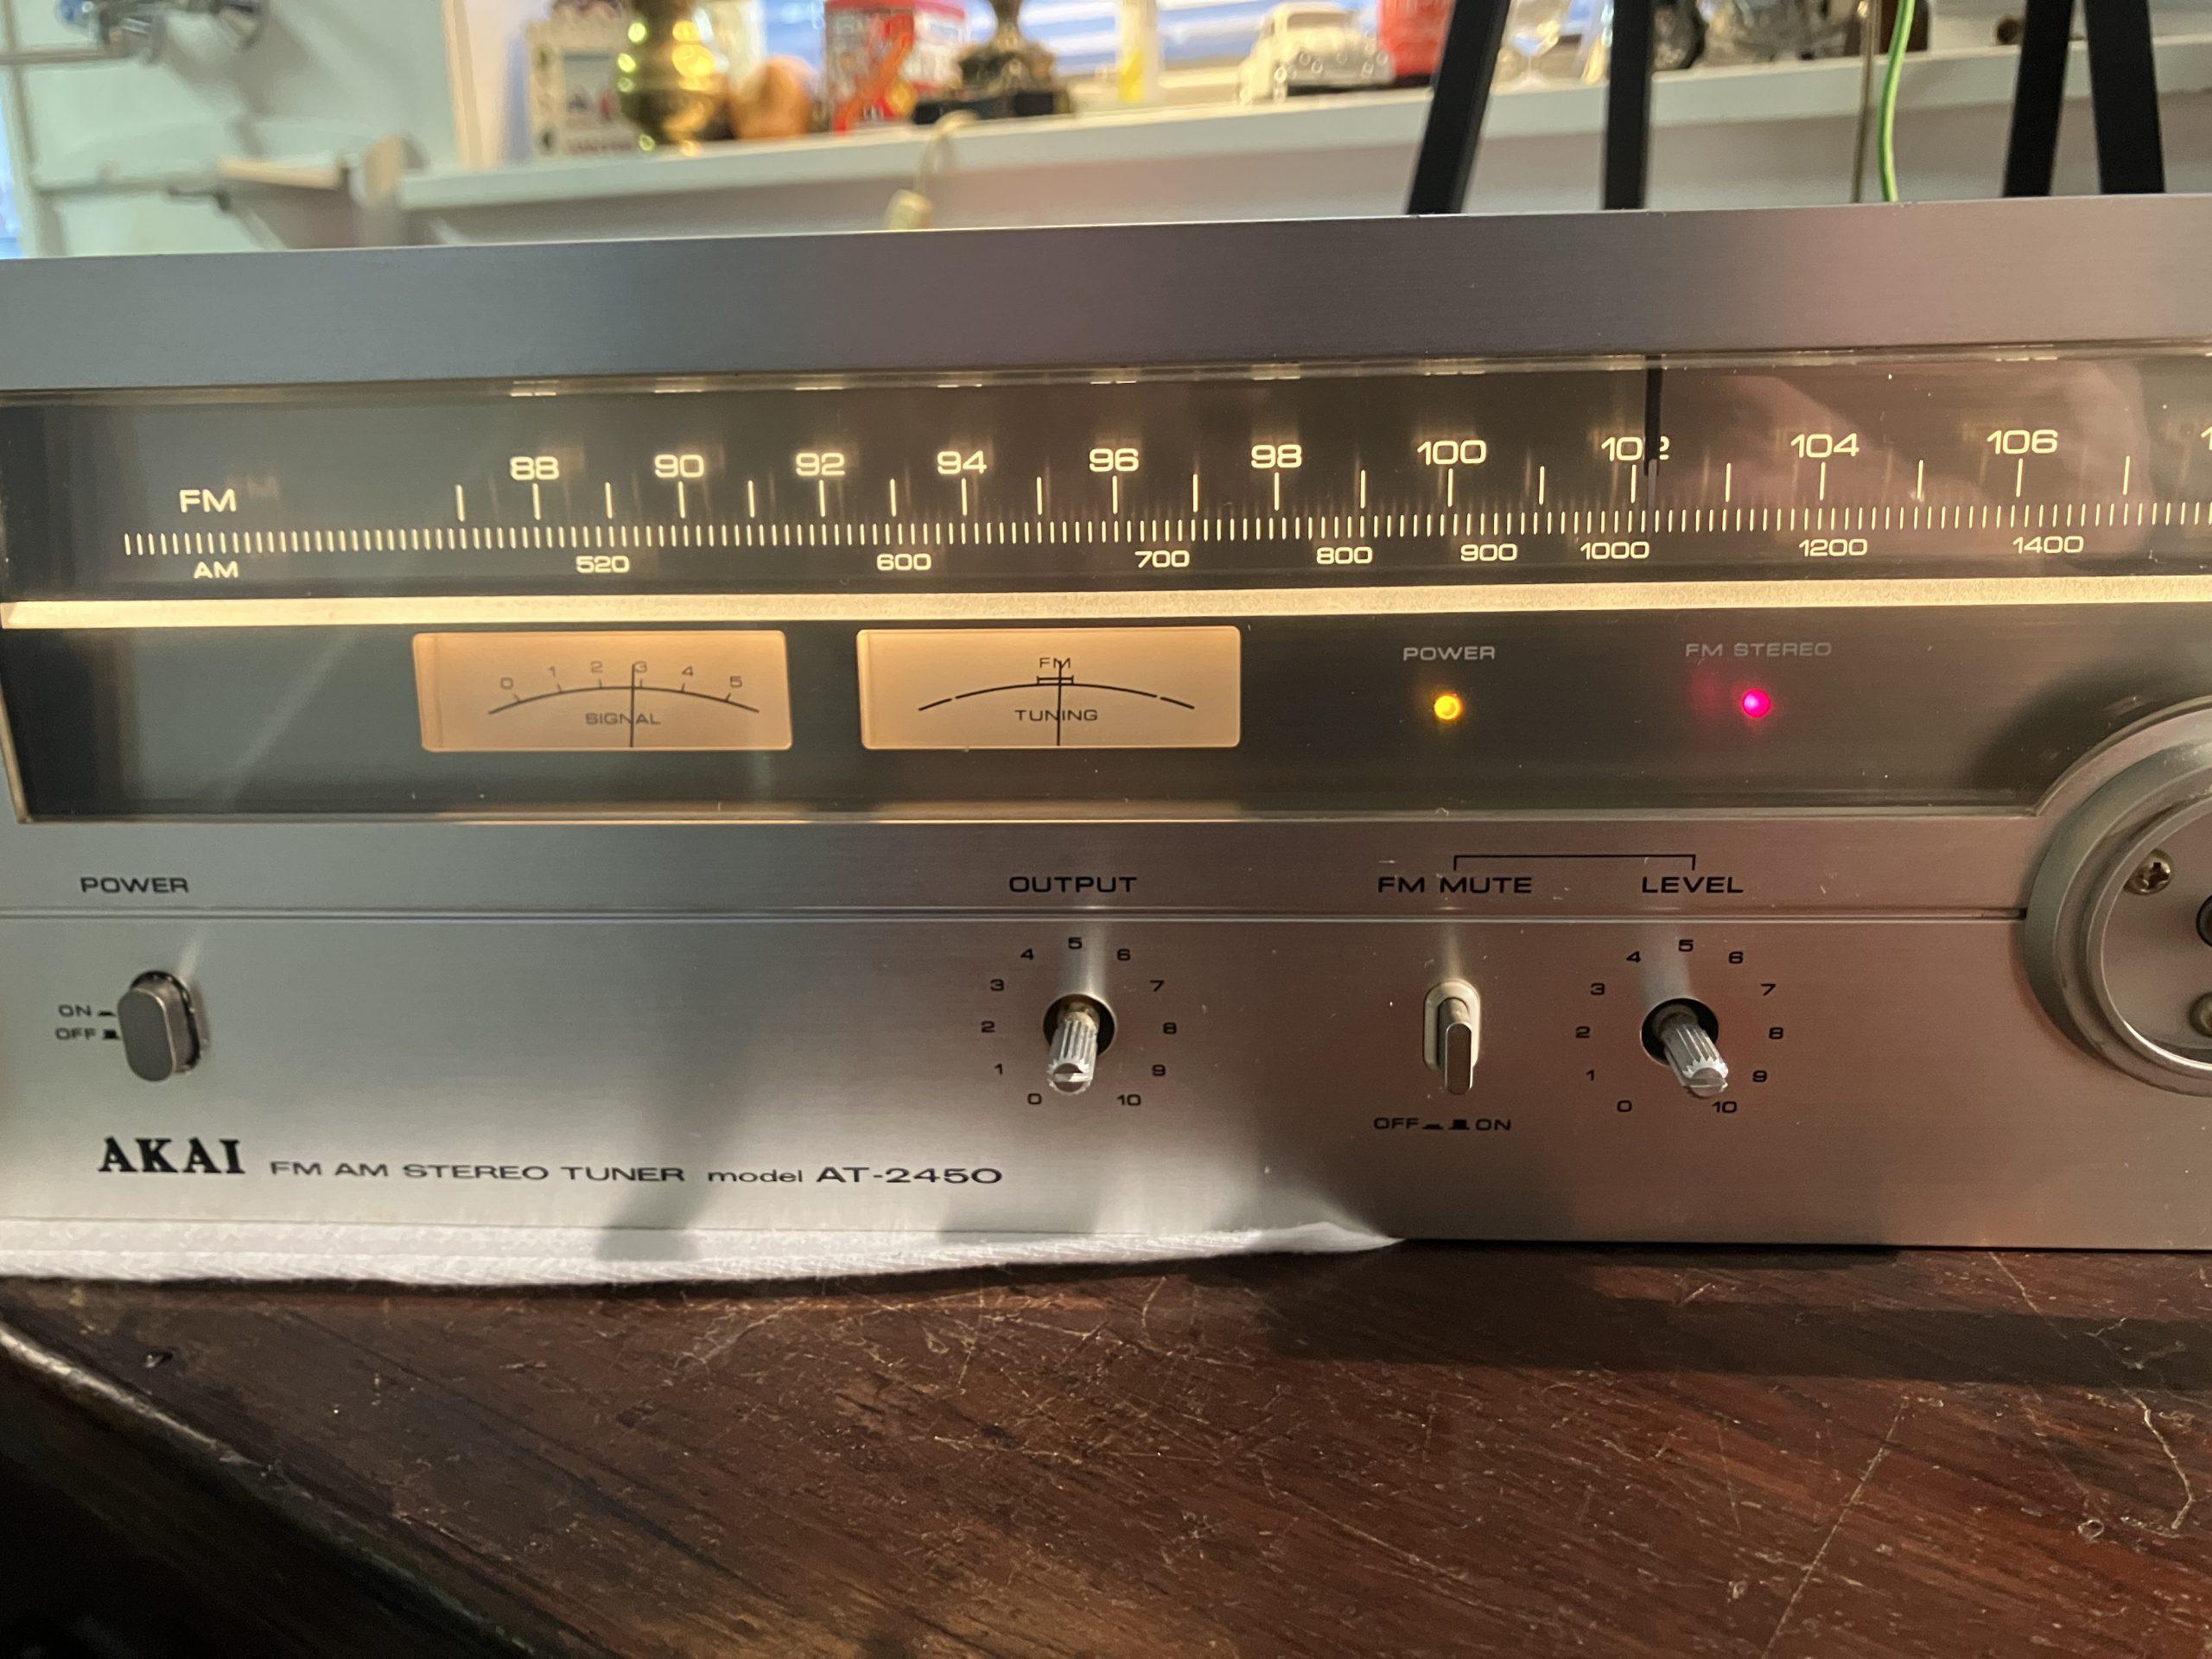 FM 88 90 92 94 96 98 100 102 104 106
AM 520 600 700 800 900 1000 1200 1400
0 1 2 3 4 5
SIGNAL
FM
TUNING
POWER FM STEREO
POWER OUTPUT FM MUTE LEVEL
ON
OFF
0 1 2 3 4 5 6 7 8 9 10
OFF ON
0 1 2 3 4 5 6 7 8 9 10
AKAI FM AM STEREO TUNER model AT-2450